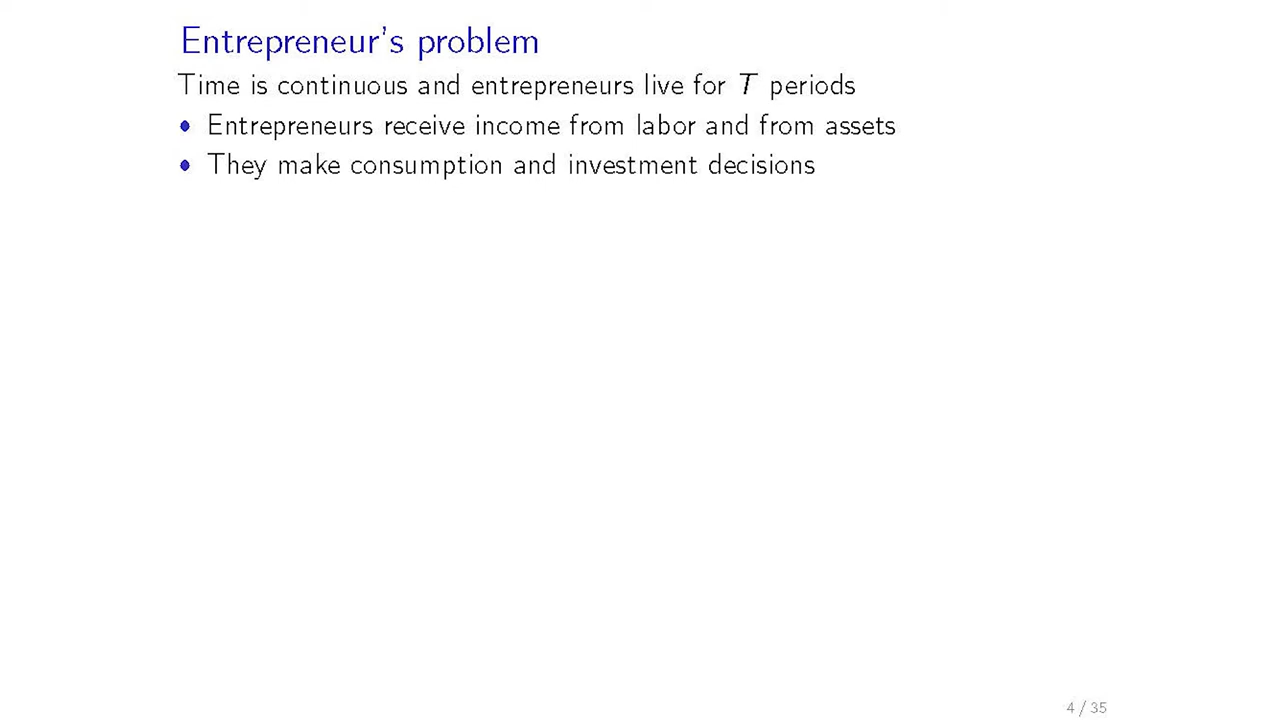 Entrepreneur's problem
Time is continuous and entrepreneurs live for T periods
• Entrepreneurs receive income from labor and from assets
• They make consumption and investment decisions
4 / 35